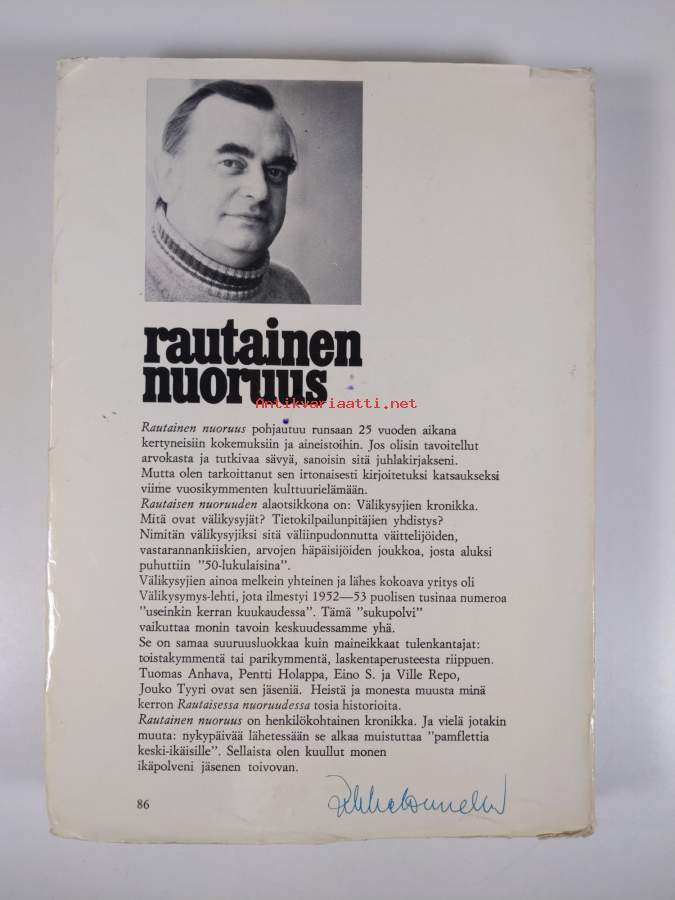 rautainen
nuoruus
Antikvariaatti.net
Rautainen nuoruus pohjautuu runsaan 25 vuoden aikana
kertyneisiin kokemuksiin ja aineistoihin. Jos olisin tavoitellut
arvokasta ja tutkivaa sävyä, sanoisin sitä juhlakirjakseni.
Mutta olen tarkoittanut sen irtonaisesti kirjoitetuksi katsaukseksi
viime vuosikymmenten kulttuurielämään.
Rautaisen nuoruuden alaotsikkona on: Välikysyjien kronikka.
Mitä ovat välikysyjät? Tietokilpailunpitäjien yhdistys?
Nimitän välikysyjiksi sitä väliinpudonnutta väittelijöiden,
vastarannankiiskien, arvojen häpäisijöiden joukkoa, josta aluksi
puhuttiin "50-lukulaisina".
Välikysyjien ainoa melkein yhteinen ja lähes kokoava yritys oli
Välikysymys-lehti, jota ilmestyi 1952—53 puolisen tusinaa numeroa
"useinkin kerran kuukaudessa". Tämä "sukupolvi"
vaikuttaa monin tavoin keskuudessamme yhä.
Se on samaa suuruusluokkaa kuin maineikkaat tulenkantajat:
toistakymmentä tai parikymmentä, laskentaperusteesta riippuen.
Tuomas Anhava, Pentti Holappa, Eino S. ja Ville Repo,
Jouko Tyyri ovat sen jäseniä. Heistä ja monesta muusta minä
kerron Rautaisessa nuoruudessa tosia historioita.
Rautainen nuoruus on henkilökohtainen kronikka. Ja vielä jotakin
muuta: nykypäivää lähetessään se alkaa muistuttaa "pamflettia
keski-ikäisille". Sellaista olen kuullut monen
ikäpolveni jäsenen toivovan.
86